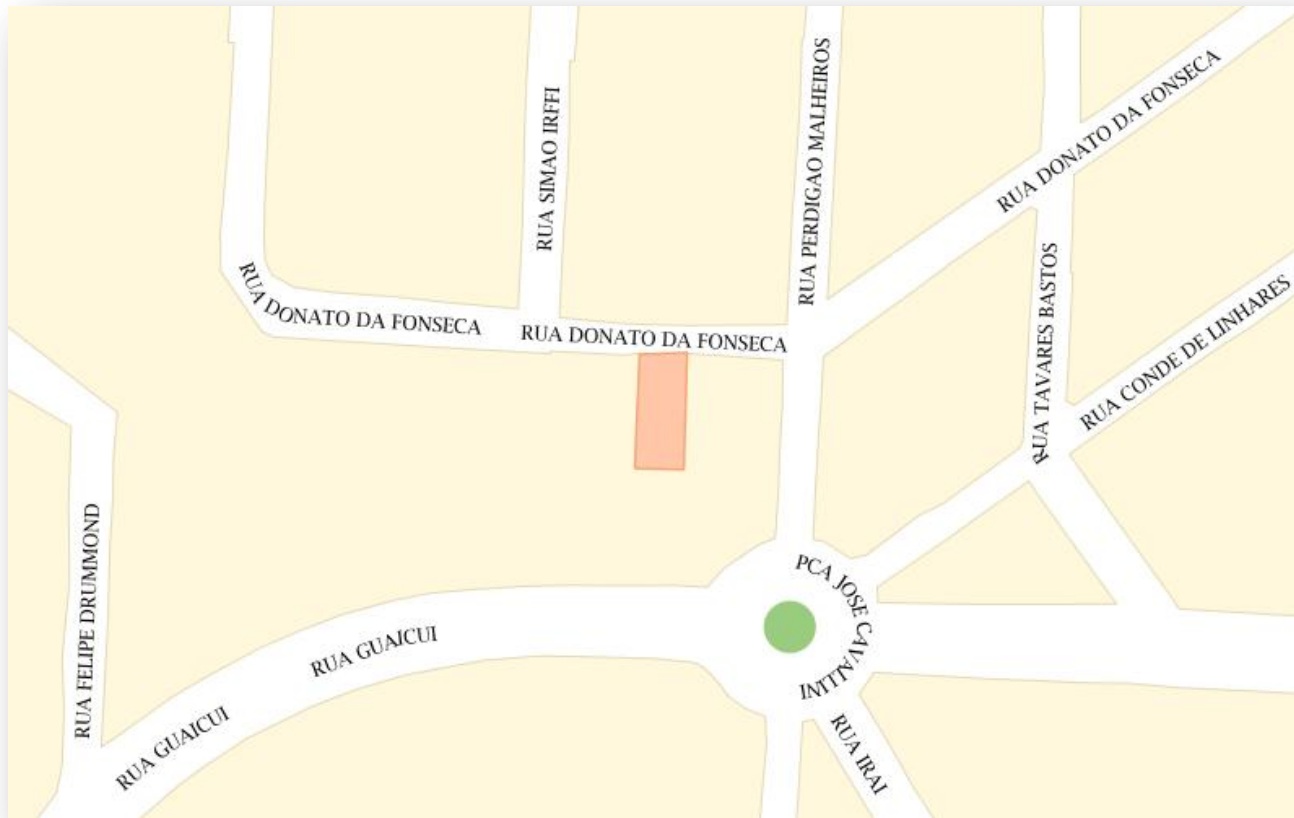 RUA SIMAO IRFFI
RUA PERDIGAO MALHEIROS
RUA DONATO DA FONSECA
RUA DONATO DA FONSECA
RUA DONATO DA FONSECA
RUA TAVARES BASTOS
RUA CONDE DE LINHARES
RUA FELIPE DRUMMOND
PCA JOSE CAVALLINI
RUA GUAICUI
RUA GUAICUI
RUA IRAI